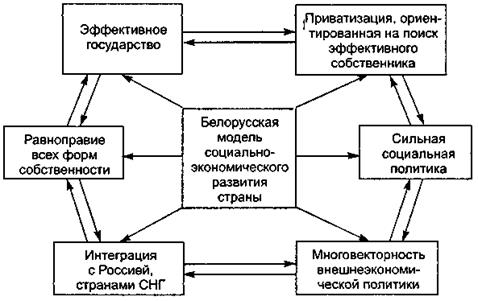 Эффективное
государство
Приватизация, ориен-
тированная на поиск
эффективного
собственника
Белорусская
модель
социально-
экономического
развития
страны
Равноправие
всех форм
собственности
Сильная
социальная
политика
Интеграция
с Россией,
странами СНГ
Многовекторность
внешнеэкономи-
ческой политики